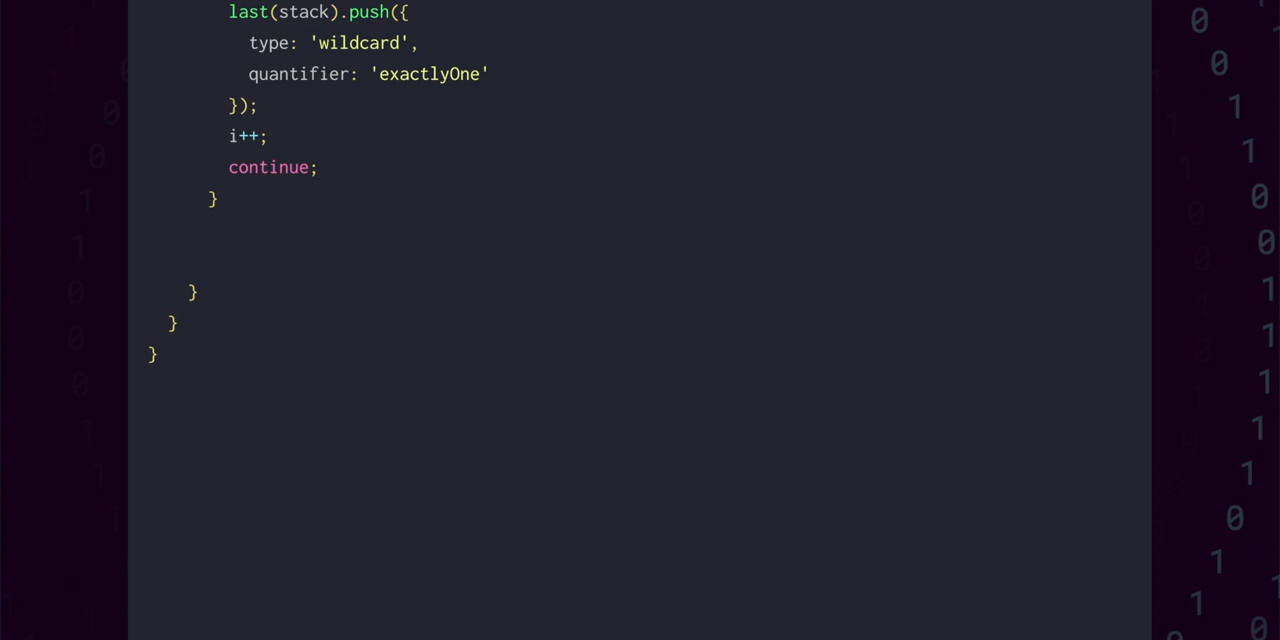 last(stack).push({
type: 'wildcard',
quantifier: 'exactlyOne'
});
i++;
continue;
}
}
}
}